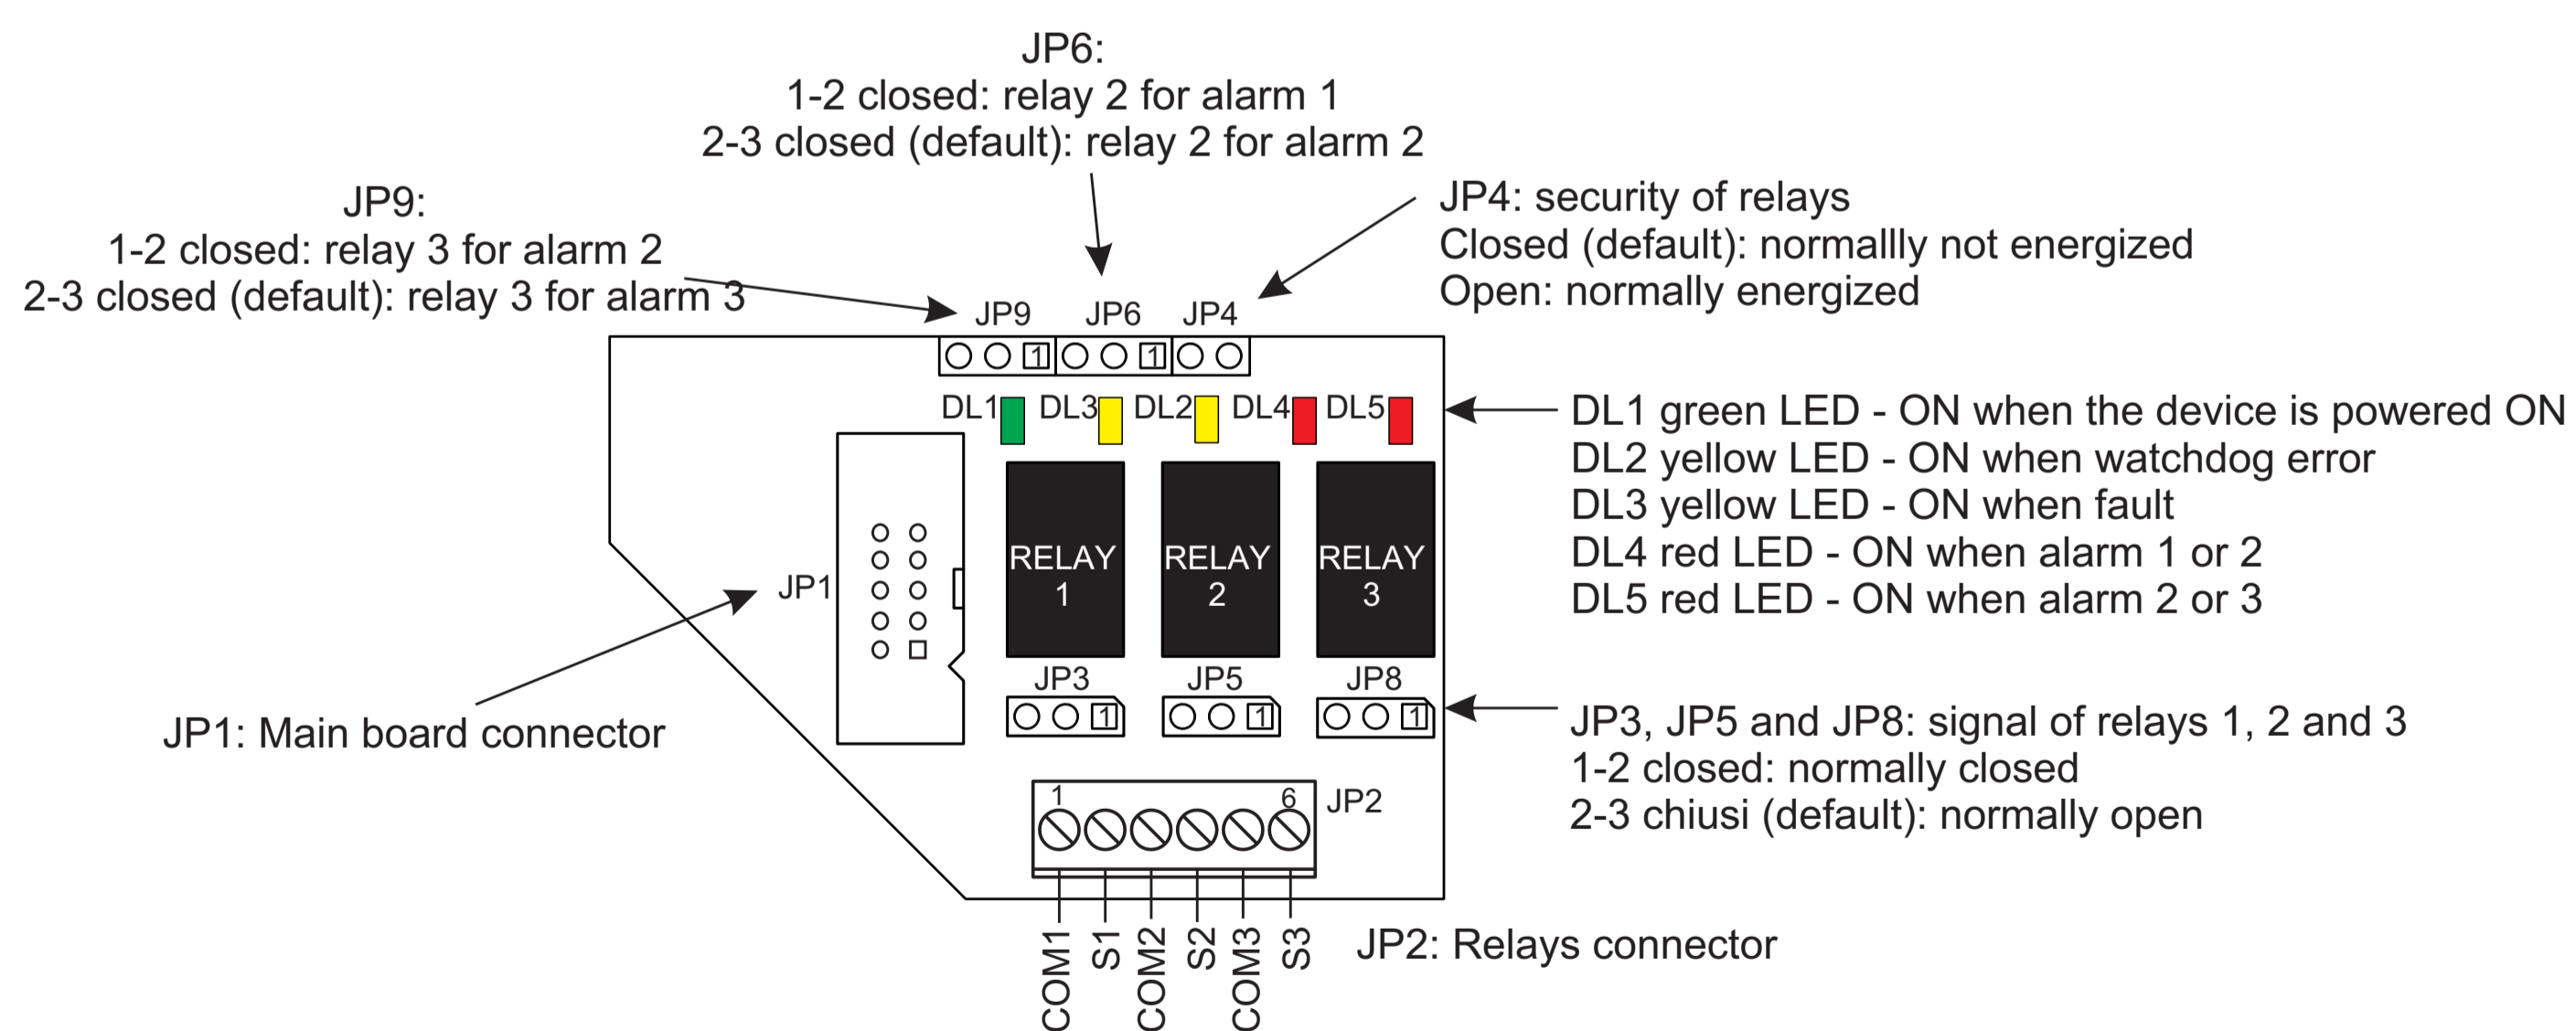 JP6:
1-2 closed: relay 2 for alarm 1
2-3 closed (default): relay 2 for alarm 2
JP9:
1-2 closed: relay 3 for alarm 2
2-3 closed (default): relay 3 for alarm 3
JP4: security of relays
Closed (default): normallly not energized
Open: normally energized
JP9 JP6 JP4
1 1
DL1 DL3 DL2 DL4 DL5
DL1 green LED - ON when the device is powered ON
DL2 yellow LED - ON when watchdog error
DL3 yellow LED - ON when fault
DL4 red LED - ON when alarm 1 or 2
DL5 red LED - ON when alarm 2 or 3
JP1
RELAY
1
RELAY
2
RELAY
3
JP3 JP5 JP8
1 1 1
JP1: Main board connector
JP3, JP5 and JP8: signal of relays 1, 2 and 3
1-2 closed: normally closed
2-3 chiusi (default): normally open
1 6
JP2
COM1
S1
COM2
S2
COM3
S3
JP2: Relays connector